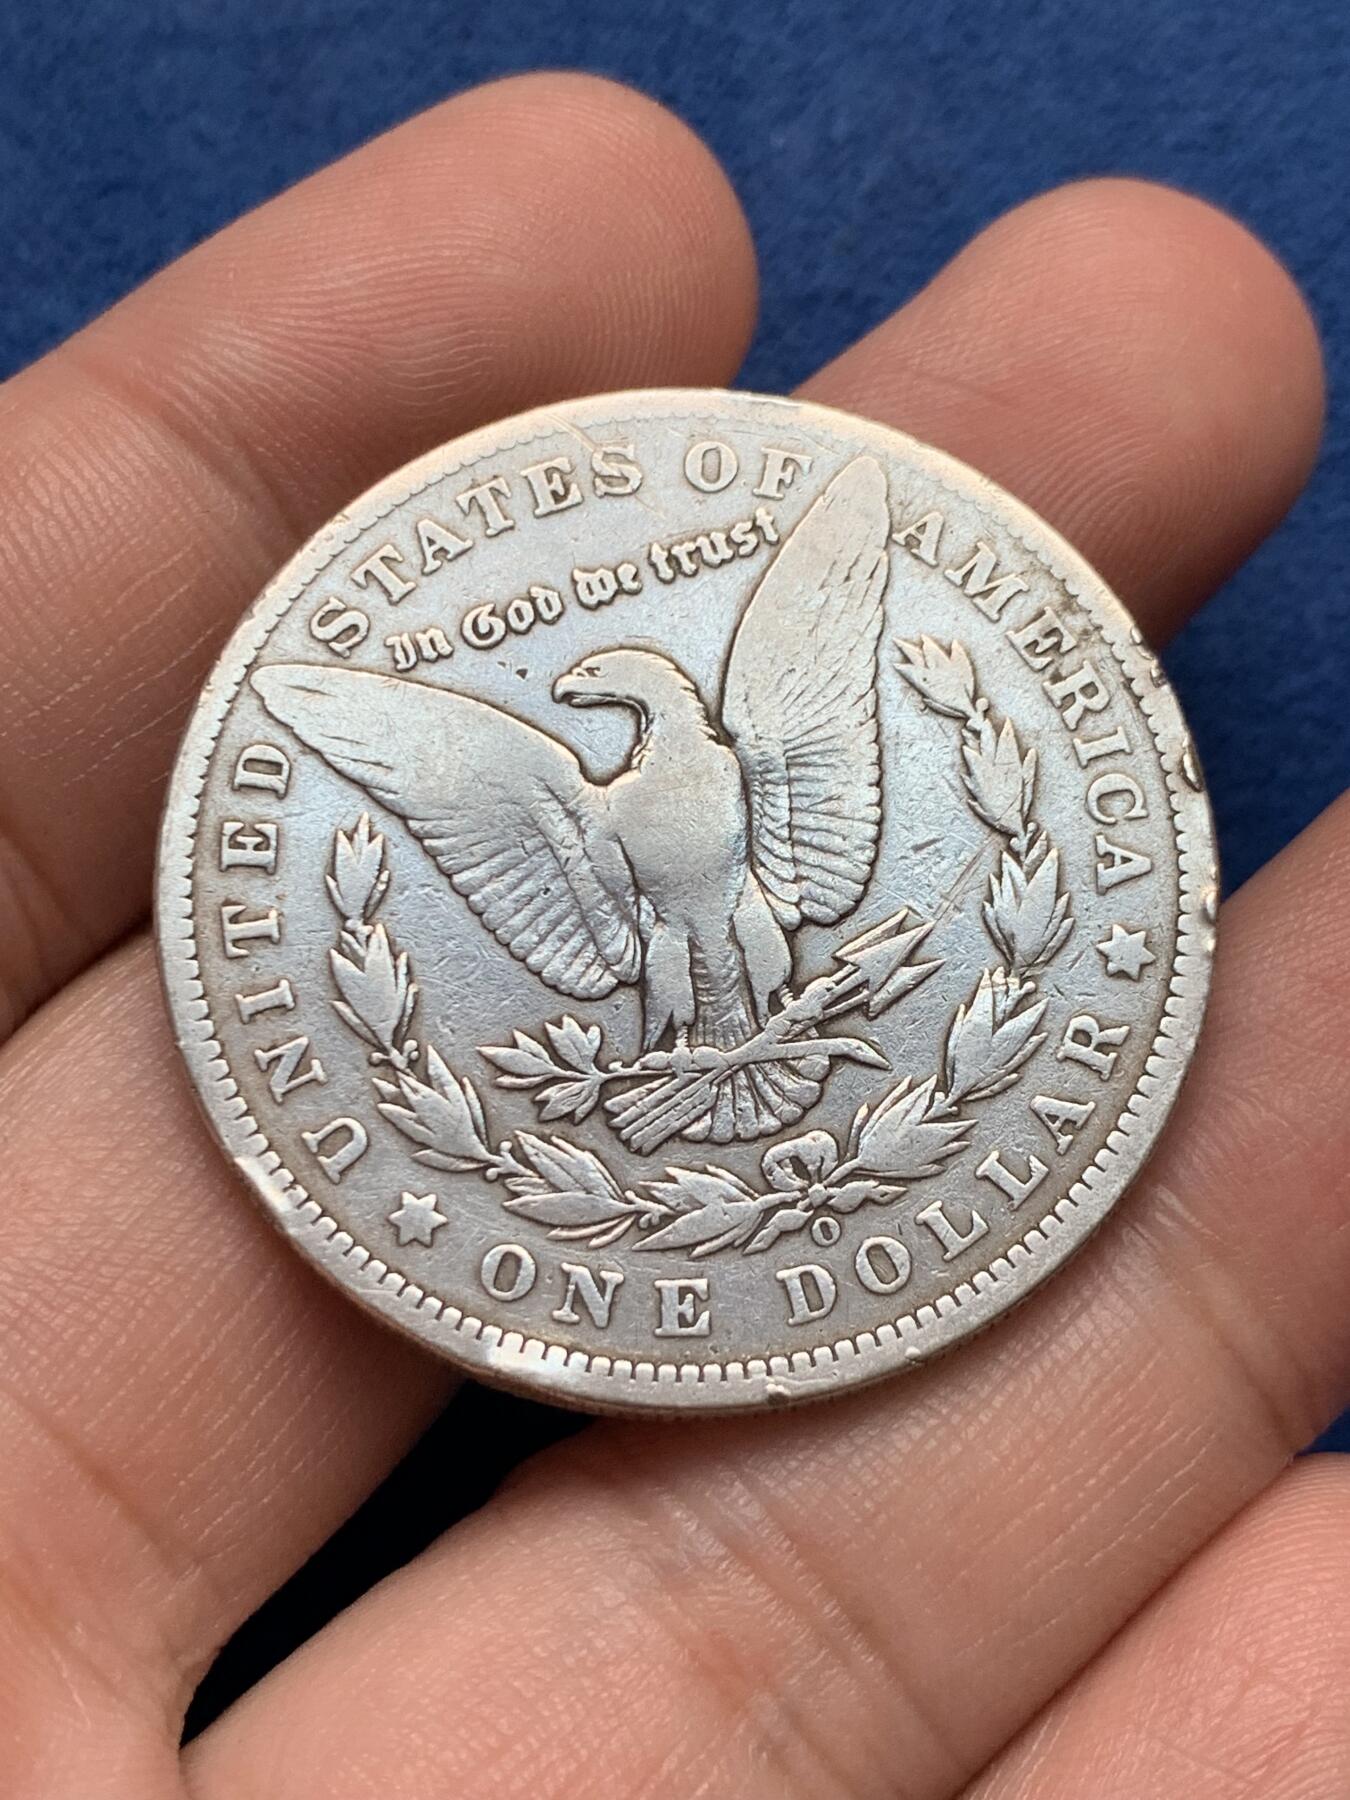 UNITED STATES OF AMERICA
In God we trust
O
ONE DOLLAR